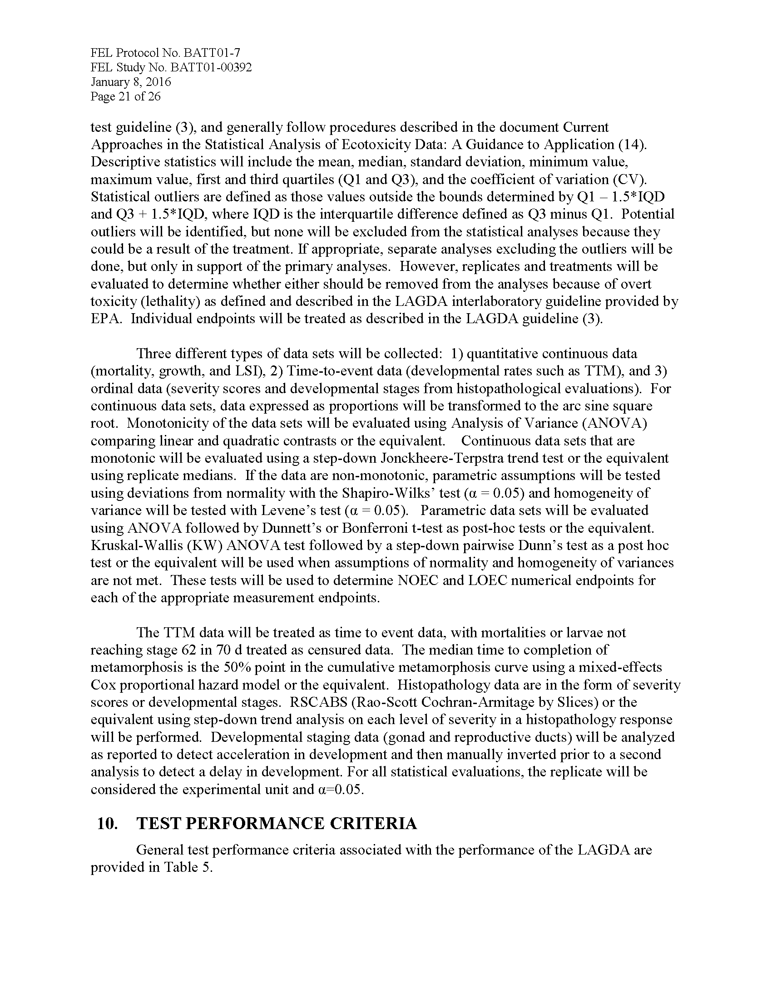 FEL Protocol No. BATT01-7
FEL Study No. BATT01-00392
January 8, 2016
Page 21 of 26
test guideline (3), and generally follow procedures described in the document Current
Approaches in the Statistical Analysis of Ecotoxicity Data: A Guidance to Application (14).
Descriptive statistics will include the mean, median, standard deviation, minimum value,
maximum value, first and third quartiles (Q1 and Q3), and the coefficient of variation (CV).
Statistical outliers are defined as those values outside the bounds determined by Q1 – 1.5*IQD
and Q3 + 1.5*IQD, where IQD is the interquartile difference defined as Q3 minus Q1.  Potential
outliers will be identified, but none will be excluded from the statistical analyses because they
could be a result of the treatment. If appropriate, separate analyses excluding the outliers will be
done, but only in support of the primary analyses.  However, replicates and treatments will be
evaluated to determine whether either should be removed from the analyses because of overt
toxicity (lethality) as defined and described in the LAGDA interlaboratory guideline provided by
EPA.  Individual endpoints will be treated as described in the LAGDA guideline (3).
Three different types of data sets will be collected:  1) quantitative continuous data
(mortality, growth, and LSI), 2) Time-to-event data (developmental rates such as TTM), and 3)
ordinal data (severity scores and developmental stages from histopathological evaluations).  For
continuous data sets, data expressed as proportions will be transformed to the arc sine square
root.  Monotonicity of the data sets will be evaluated using Analysis of Variance (ANOVA)
comparing linear and quadratic contrasts or the equivalent.    Continuous data sets that are
monotonic will be evaluated using a step-down Jonckheere-Terpstra trend test or the equivalent
using replicate medians.  If the data are non-monotonic, parametric assumptions will be tested
using deviations from normality with the Shapiro-Wilks’ test (α = 0.05) and homogeneity of
variance will be tested with Levene’s test (α = 0.05).   Parametric data sets will be evaluated
using ANOVA followed by Dunnett’s or Bonferroni t-test as post-hoc tests or the equivalent.
Kruskal-Wallis (KW) ANOVA test followed by a step-down pairwise Dunn’s test as a post hoc
test or the equivalent will be used when assumptions of normality and homogeneity of variances
are not met.  These tests will be used to determine NOEC and LOEC numerical endpoints for
each of the appropriate measurement endpoints.
The TTM data will be treated as time to event data, with mortalities or larvae not
reaching stage 62 in 70 d treated as censured data.  The median time to completion of
metamorphosis is the 50% point in the cumulative metamorphosis curve using a mixed-effects
Cox proportional hazard model or the equivalent.  Histopathology data are in the form of severity
scores or developmental stages.  RSCABS (Rao-Scott Cochran-Armitage by Slices) or the
equivalent using step-down trend analysis on each level of severity in a histopathology response
will be performed.  Developmental staging data (gonad and reproductive ducts) will be analyzed
as reported to detect acceleration in development and then manually inverted prior to a second
analysis to detect a delay in development. For all statistical evaluations, the replicate will be
considered the experimental unit and α=0.05.
10. TEST PERFORMANCE CRITERIA
General test performance criteria associated with the performance of the LAGDA are
provided in Table 5.